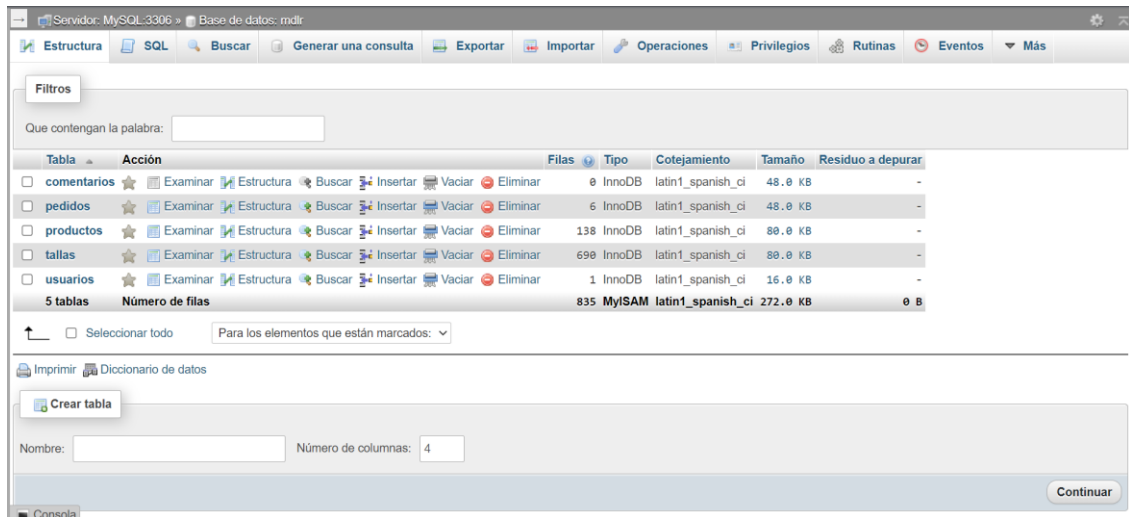 Servidor: MySQL:3306 » Base de datos: mdlr
Estructura SQL Buscar Generar una consulta Exportar Importar Operaciones Privilegios Rutinas Eventos Más
Filtros
Que contengan la palabra:
Tabla Acción Filas Tipo Cotejamiento Tamaño Residuo a depurar
comentarios Examinar Estructura Buscar Insertar Vaciar Eliminar 0 InnoDB latin1_spanish_ci 48.0 KB -
pedidos Examinar Estructura Buscar Insertar Vaciar Eliminar 6 InnoDB latin1_spanish_ci 48.0 KB -
productos Examinar Estructura Buscar Insertar Vaciar Eliminar 138 InnoDB latin1_spanish_ci 80.0 KB -
tallas Examinar Estructura Buscar Insertar Vaciar Eliminar 690 InnoDB latin1_spanish_ci 80.0 KB -
usuarios Examinar Estructura Buscar Insertar Vaciar Eliminar 1 InnoDB latin1_spanish_ci 16.0 KB -
5 tablas Número de filas 835 MyISAM latin1_spanish_ci 272.0 KB 0 B
Seleccionar todo Para los elementos que están marcados:
Imprimir Diccionario de datos
Crear tabla
Nombre: Número de columnas: 4
Continuar
Consola